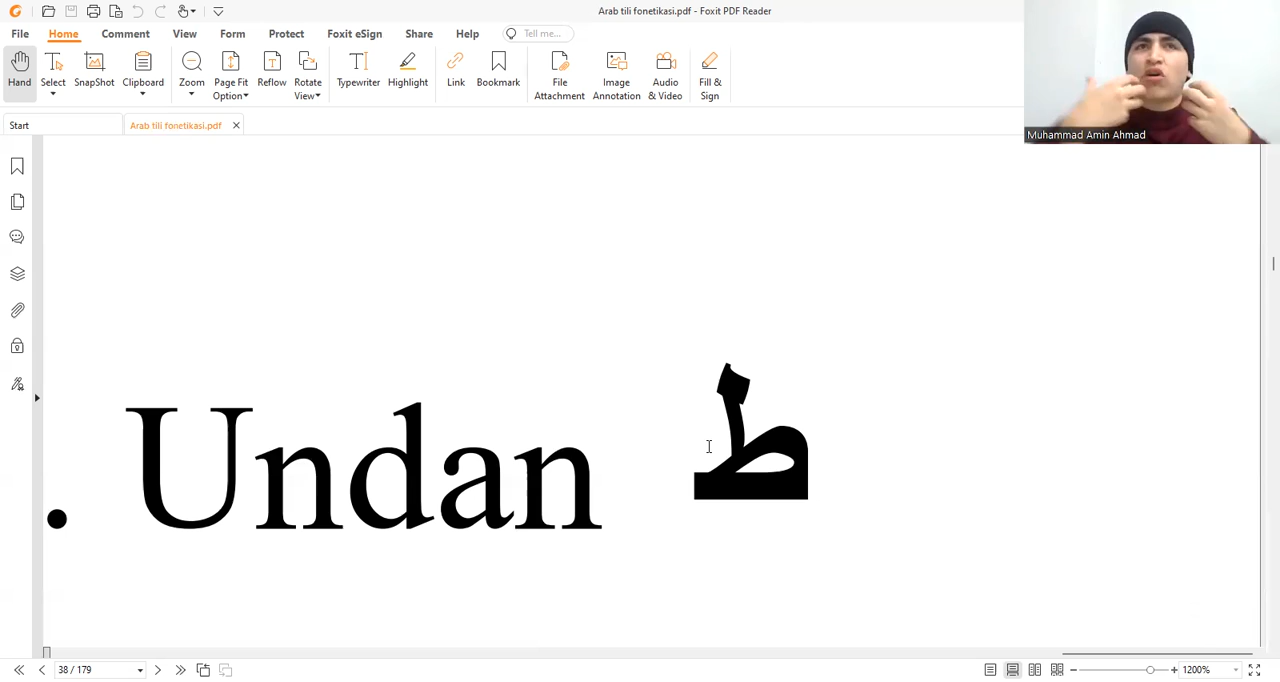 Arab tili fonetikasi.pdf - Foxit PDF Reader
File Home Comment View Form Protect Foxit eSign Share Help Tell me...
Hand Select SnapShot Clipboard Zoom Page Fit Option Reflow Rotate View Typewriter Highlight Link Bookmark File Attachment Image Annotation Audio & Video Fill & Sign
Muhammad Amin Ahmad
Start Arab tili fonetikasi.pdf
. Undan ط
38 / 179 1200%